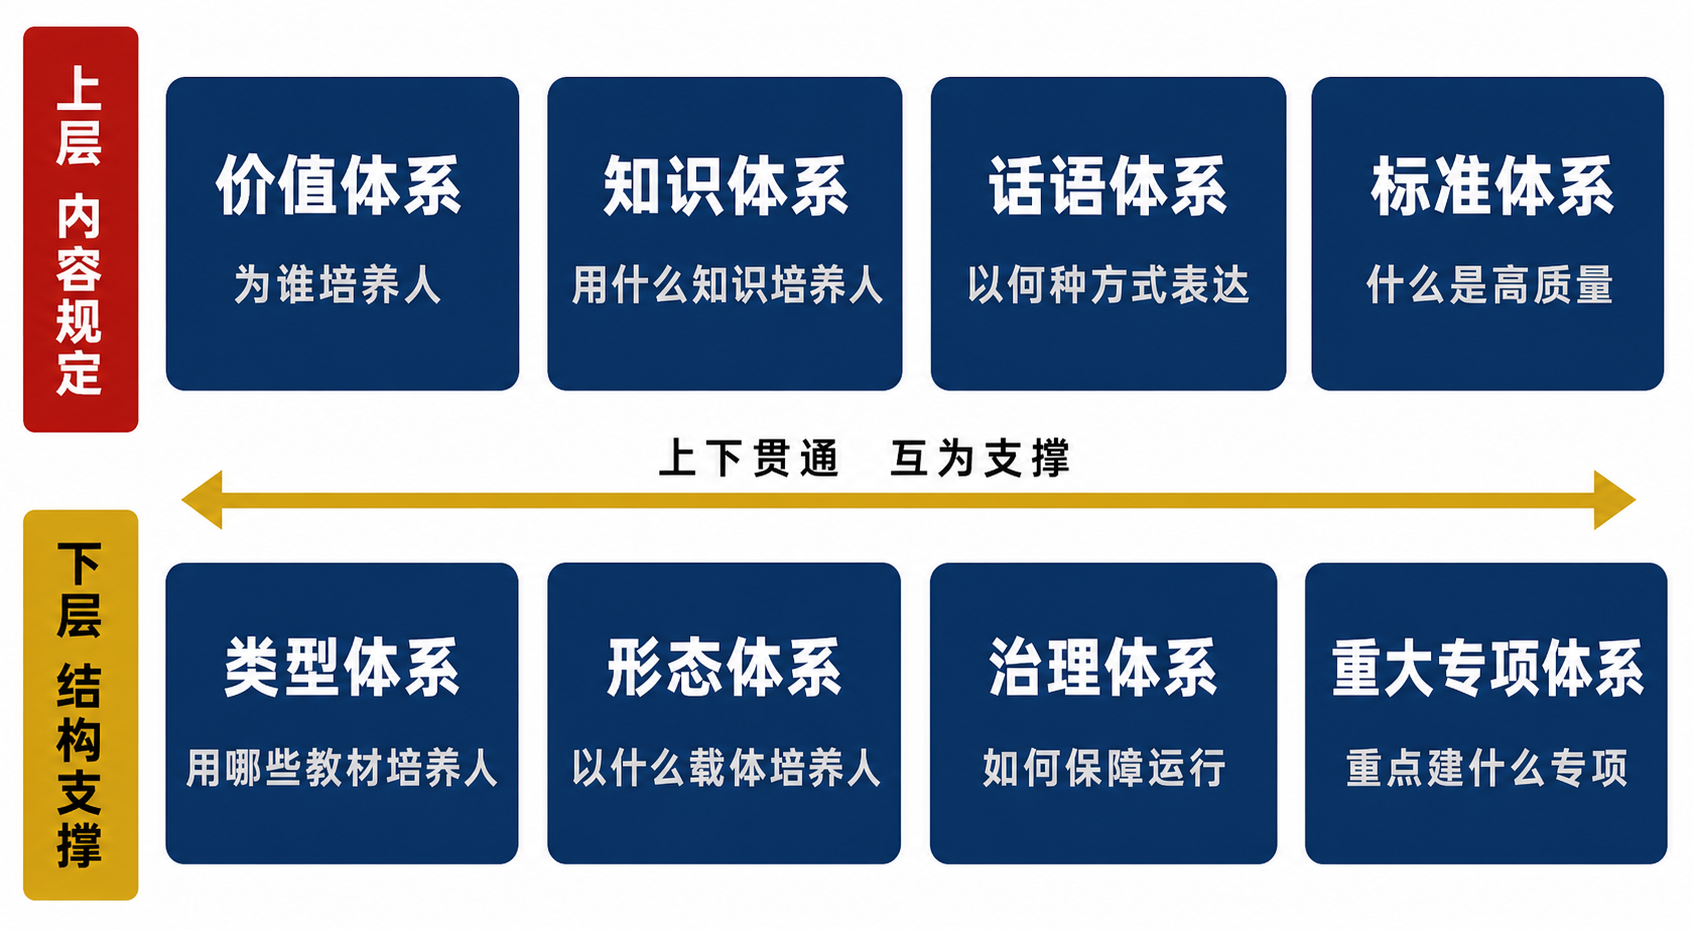 上层 内容规定
价值体系
为谁培养人
知识体系
用什么知识培养人
话语体系
以何种方式表达
标准体系
什么是高质量
上下贯通 互为支撑
下层 结构支撑
类型体系
用哪些教材培养人
形态体系
以什么载体培养人
治理体系
如何保障运行
重大专项体系
重点建什么专项